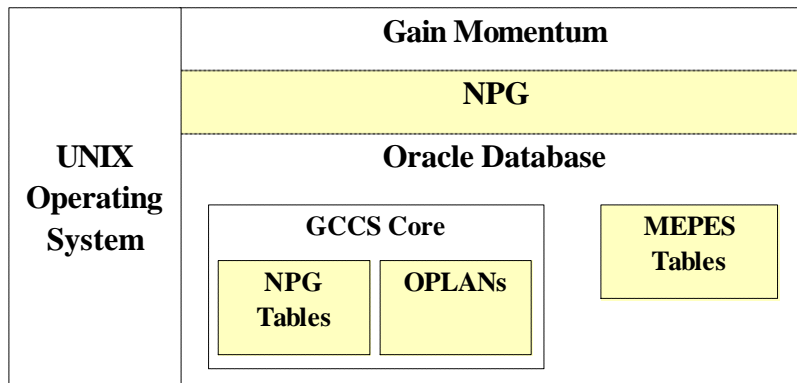 Gain Momentum
NPG
UNIX
Operating
System
Oracle Database
GCCS Core
NPG
Tables
OPLANs
MEPES
Tables